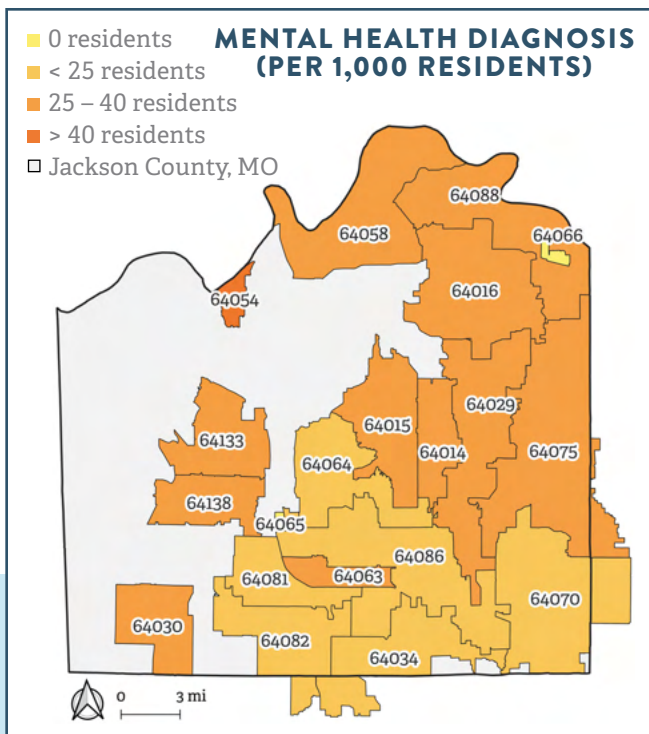 MENTAL HEALTH DIAGNOSIS
(PER 1,000 RESIDENTS)
0 residents
< 25 residents
25 – 40 residents
> 40 residents
Jackson County, MO
64088
64058
64066
64016
64054
64029
64015
64133
64014
64075
64064
64138
64065
64086
64081
64063
64070
64030
64082
64034
0 3 mi